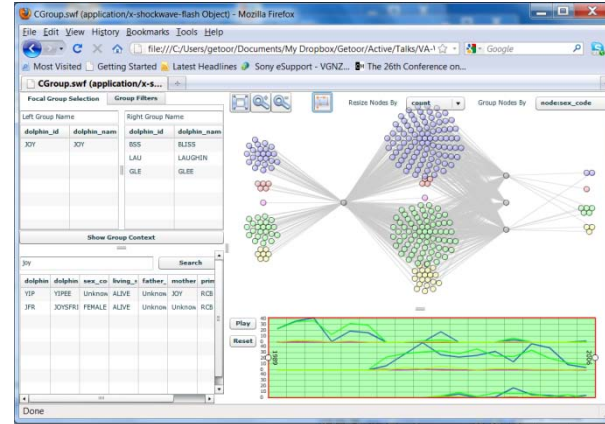 CGroup.swf (application/x-shockwave-flash Object) - Mozilla Firefox
File Edit View History Bookmarks Tools Help
file:///C:/Users/getoor/Documents/My Dropbox/Getoor/Active/Talks/VA-
Google
Most Visited Getting Started Latest Headlines Sony eSupport - VGNZ... The 26th Conference on...
CGroup.swf (application/x-s...
Focal Group Selection Group Filters
Resize Nodes By count Group Nodes By node:sex_code
Left Group Name Right Group Name
dolphin_id dolphin_nam dolphin_id dolphin_nam
JOY JOY BSS BLISS
LAU LAUGHIN
GLE GLEE
Show Group Context
joy Search
dolphin dolphin sex_co living_s father_ mother prim
YIP YIPEE Unknow ALIVE Unknow JOY RCB
JFR JOYSFRI FEMALE ALIVE Unknow Unknow RCB
Play
Reset
1989
Done